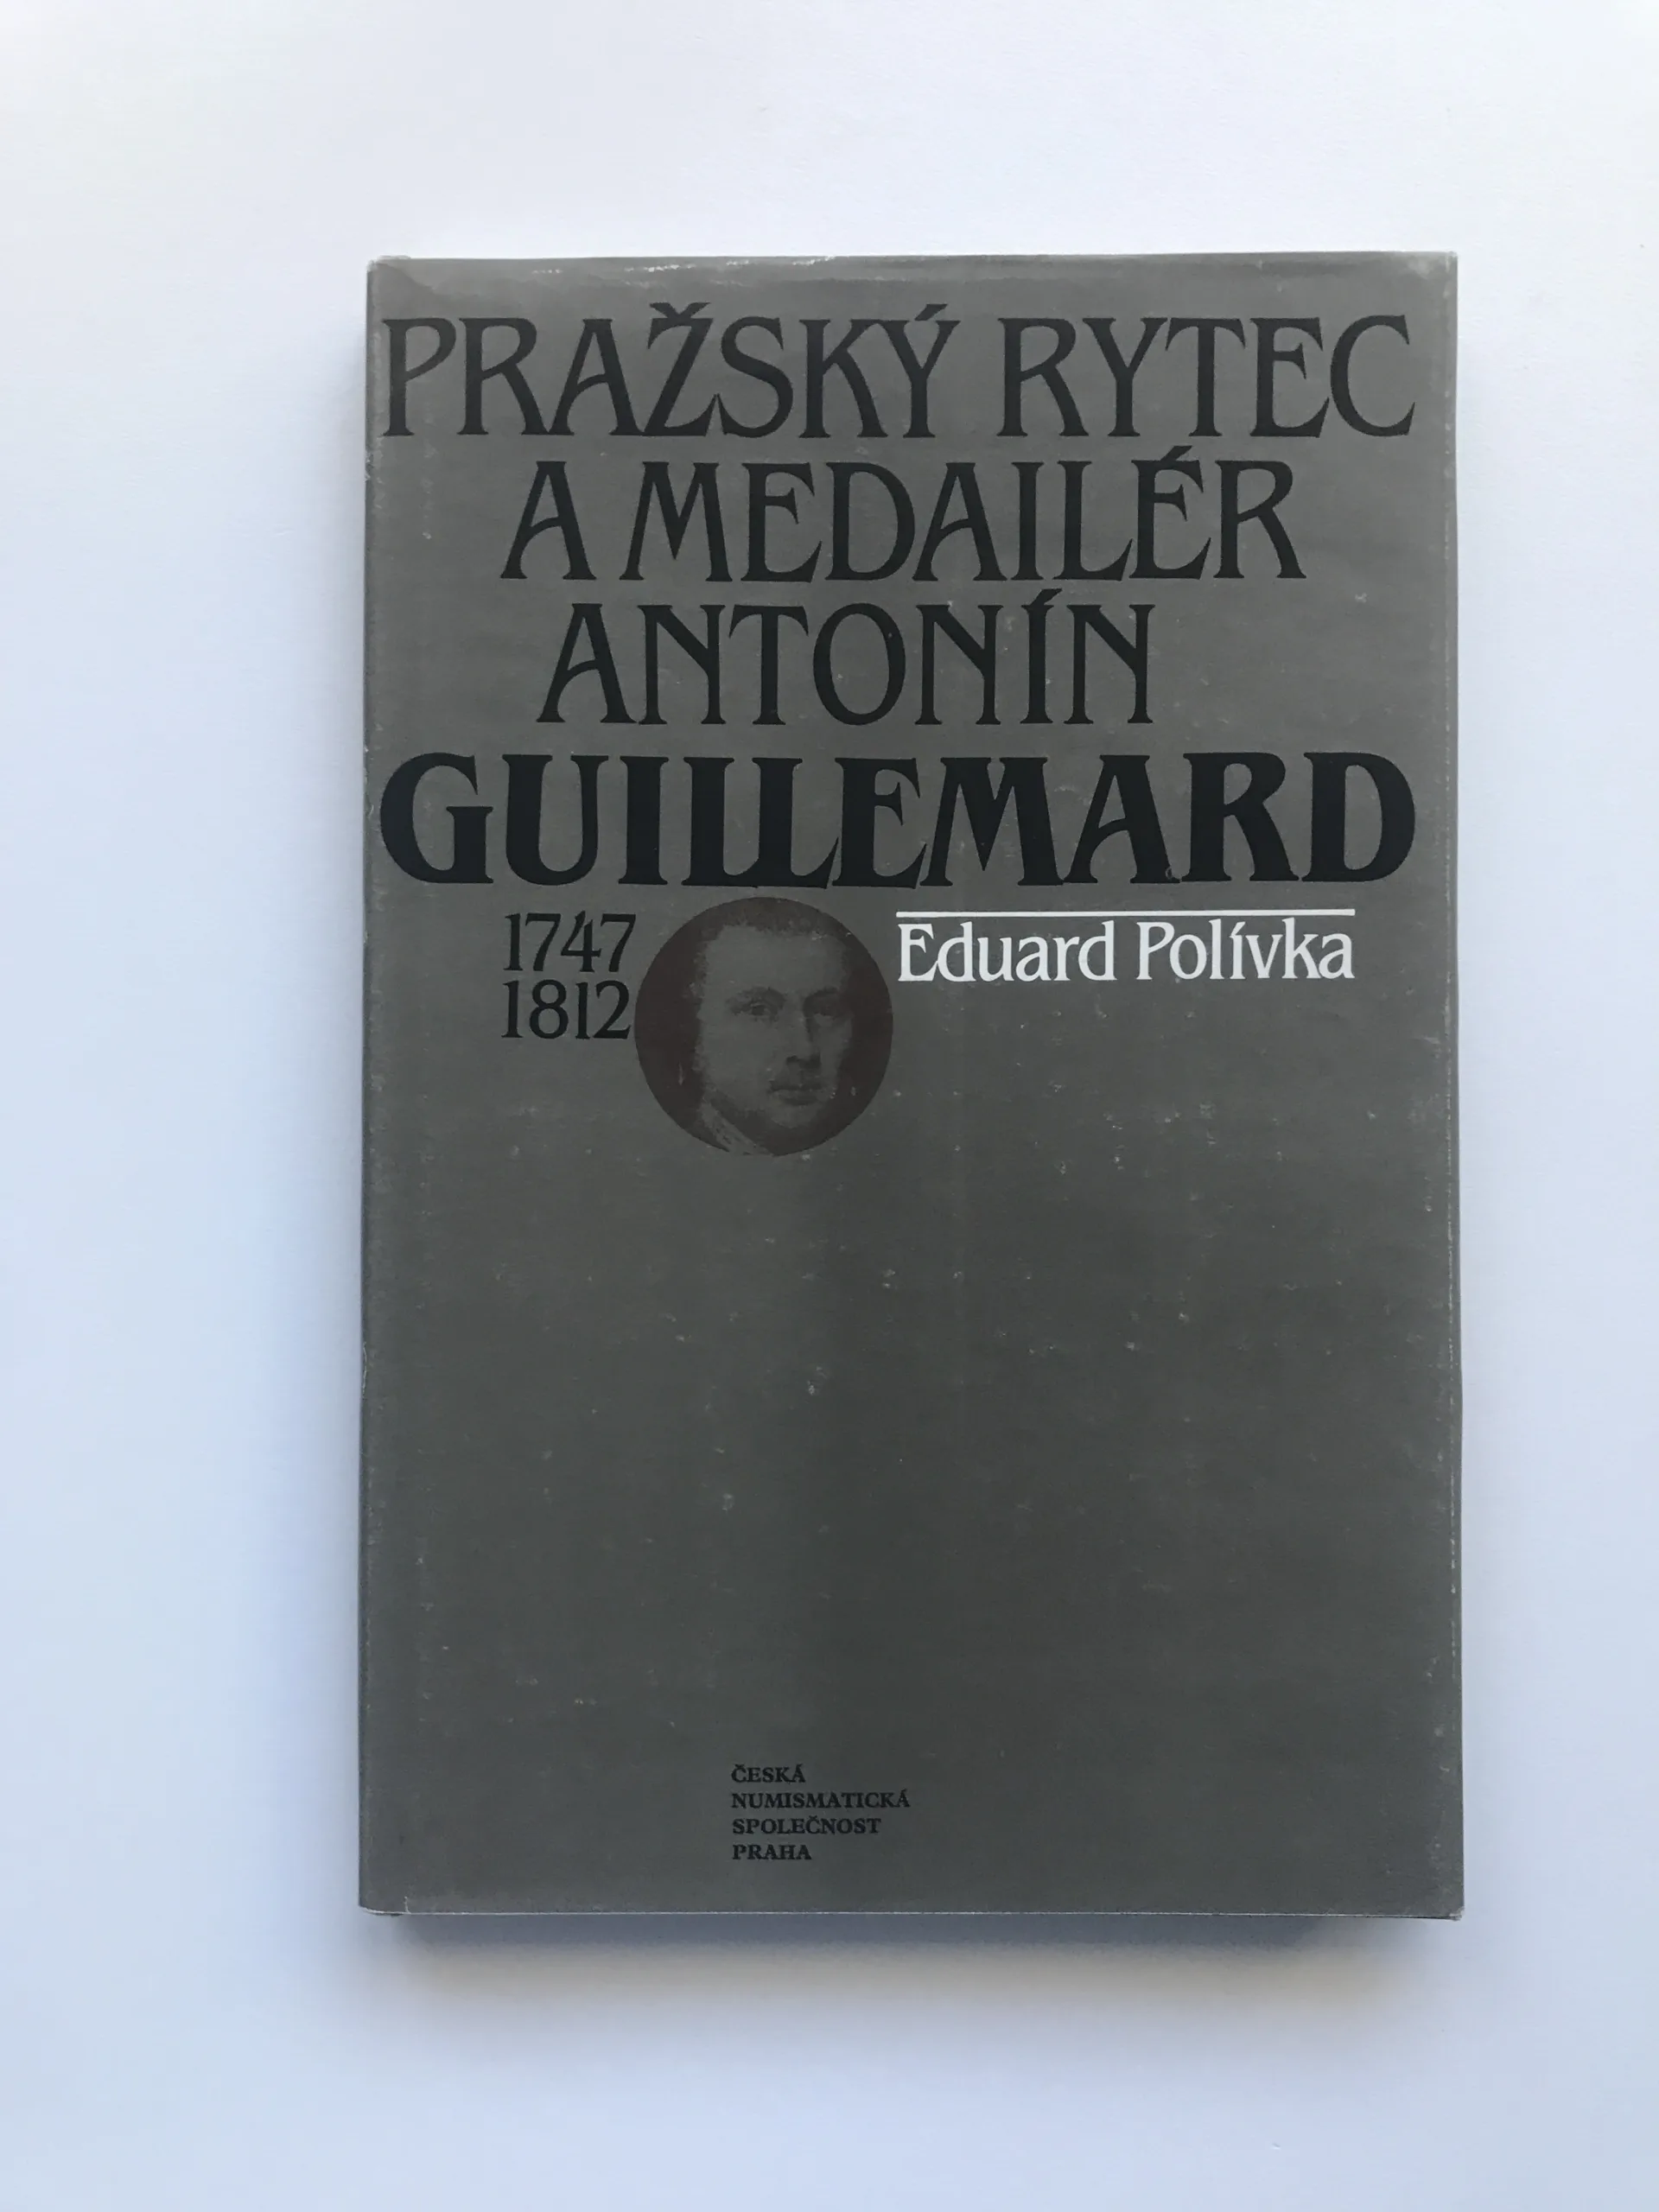 PRAŽSKÝ RYTEC
A MEDAILÉR
ANTONÍN
GUILLEMARD
1747
1812
Eduard Polívka
ČESKÁ
NUMISMATICKÁ
SPOLEČNOST
PRAHA